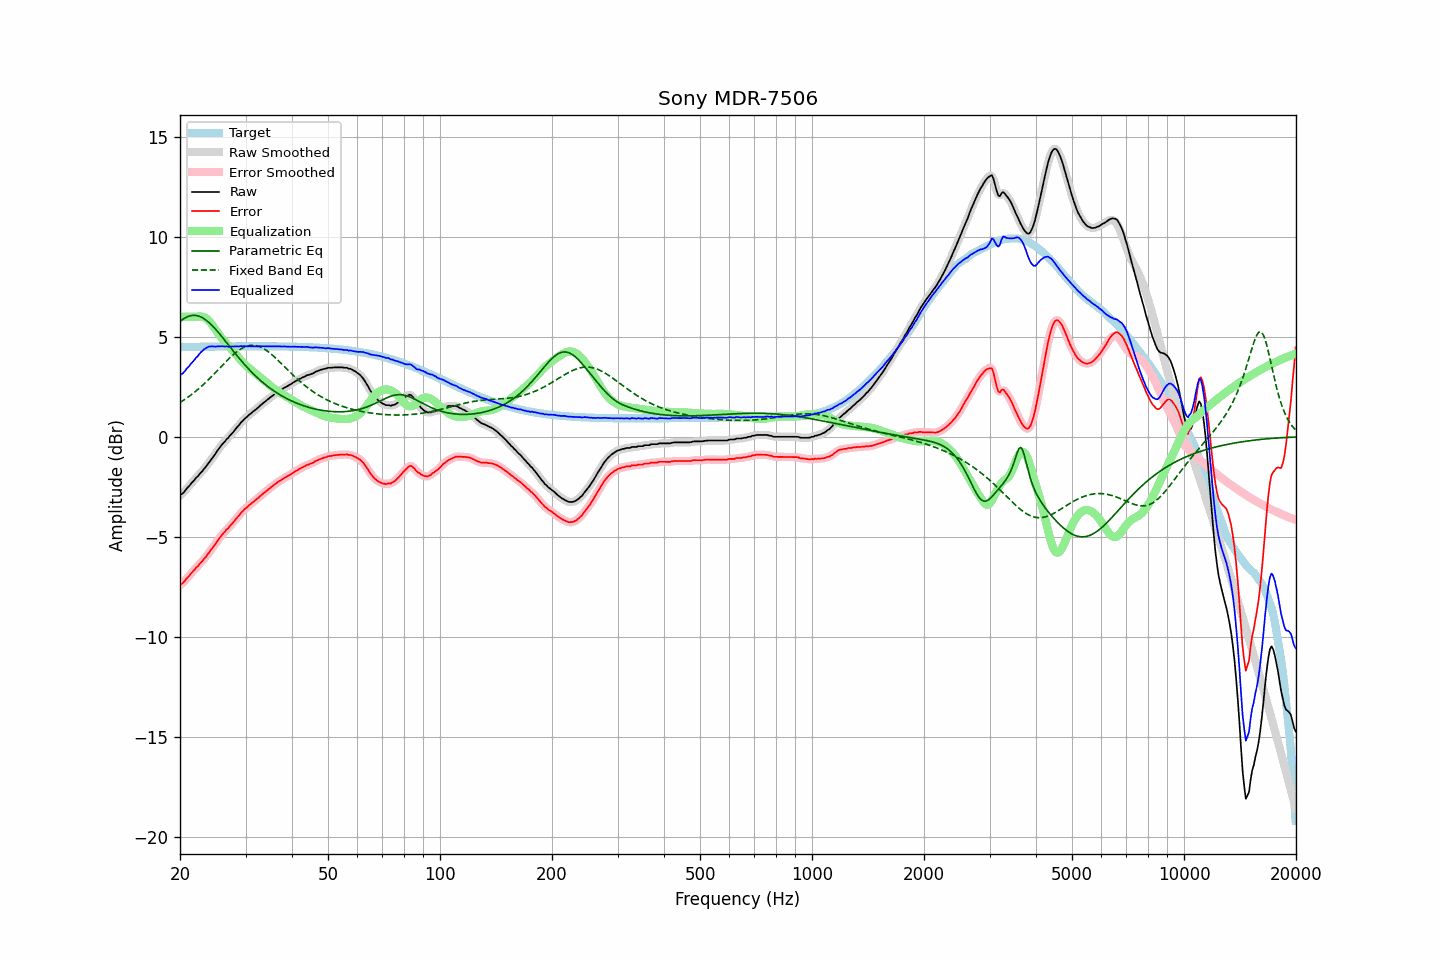 Sony MDR-7506
Target
Raw Smoothed
Error Smoothed
Raw
Error
Equalization
Parametric Eq
Fixed Band Eq
Equalized
15
10
5
0
−5
−10
−15
−20
Amplitude (dBr)
20
50
100
200
500
1000
2000
5000
10000
20000
Frequency (Hz)